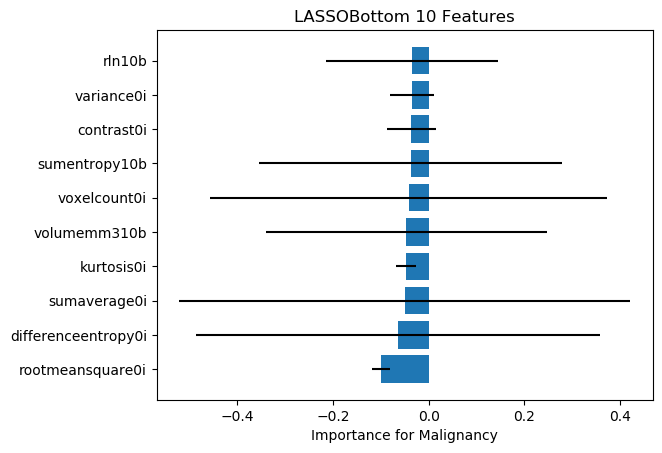 LASSOBottom 10 Features
rln10b
variance0i
contrast0i
sumentropy10b
voxelcount0i
volumemm310b
kurtosis0i
sumaverage0i
differenceentropy0i
rootmeansquare0i
−0.4 −0.2 0.0 0.2 0.4
Importance for Malignancy